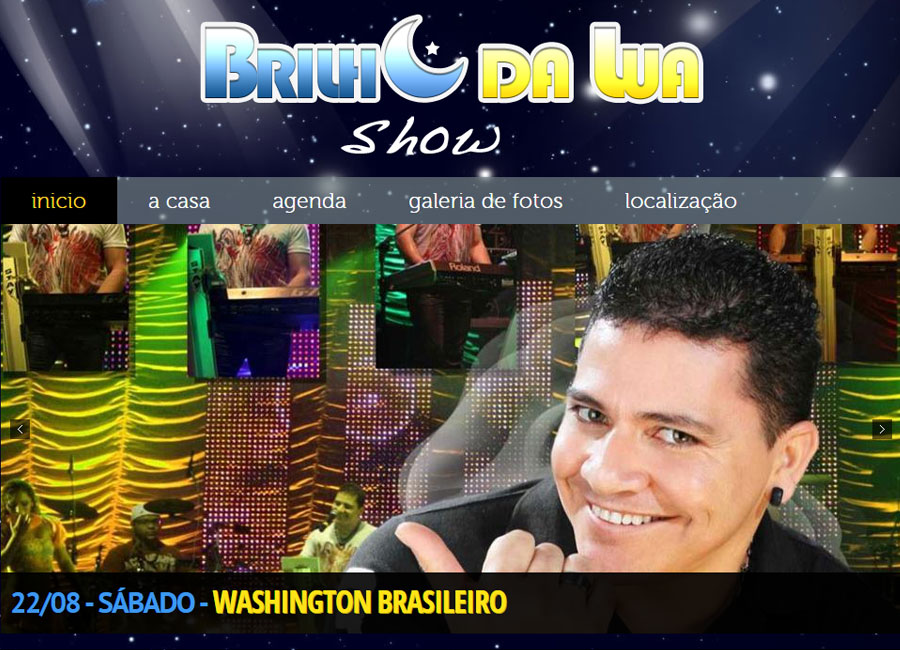 BRILHO DA LUA
Show
inicio a casa agenda galeria de fotos localização
Roland
22/08 - SÁBADO - WASHINGTON BRASILEIRO